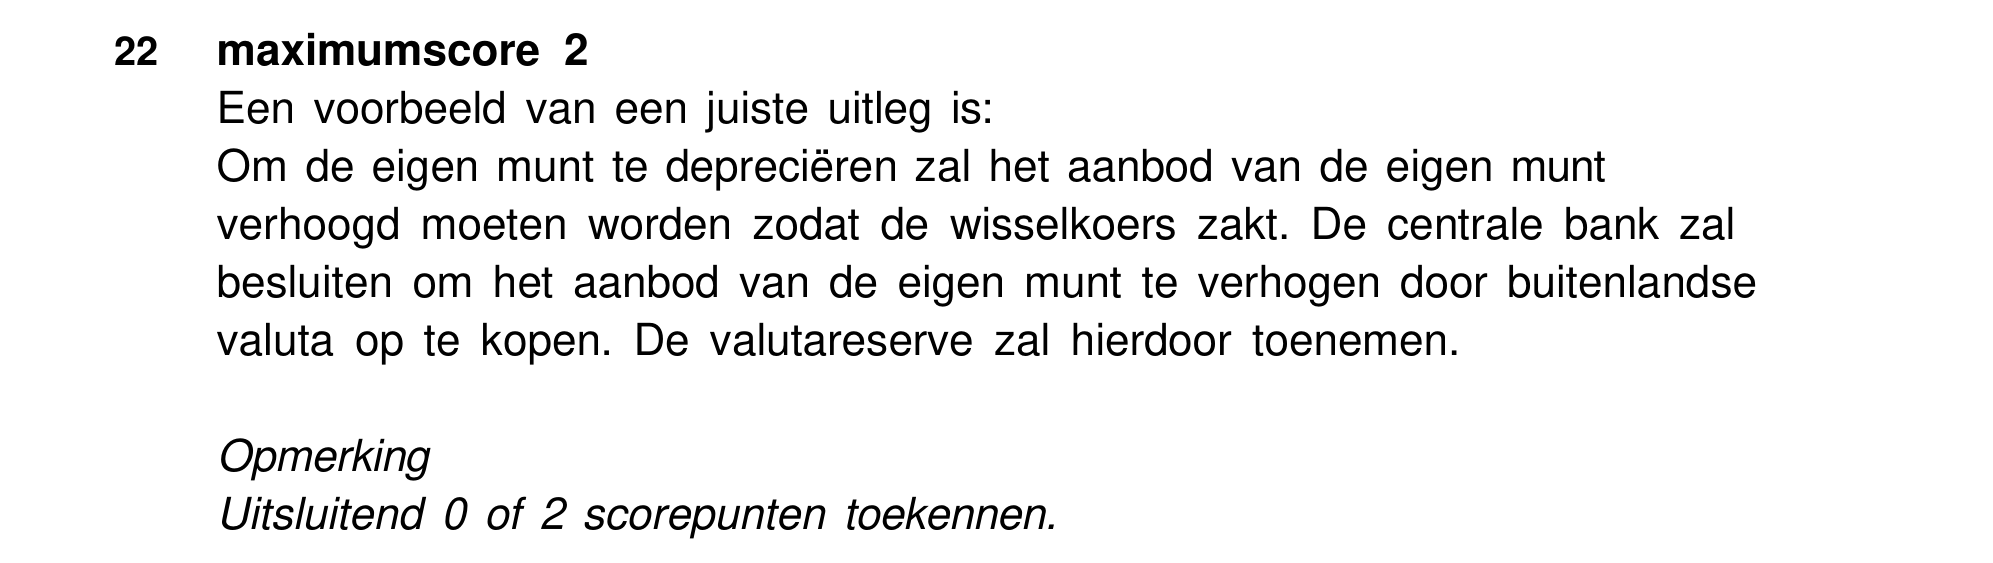 22 maximumscore 2
Een voorbeeld van een juiste uitleg is:
Om de eigen munt te depreciëren zal het aanbod van de eigen munt
verhoogd moeten worden zodat de wisselkoers zakt. De centrale bank zal
besluiten om het aanbod van de eigen munt te verhogen door buitenlandse
valuta op te kopen. De valutareserve zal hierdoor toenemen.
Opmerking
Uitsluitend 0 of 2 scorepunten toekennen.